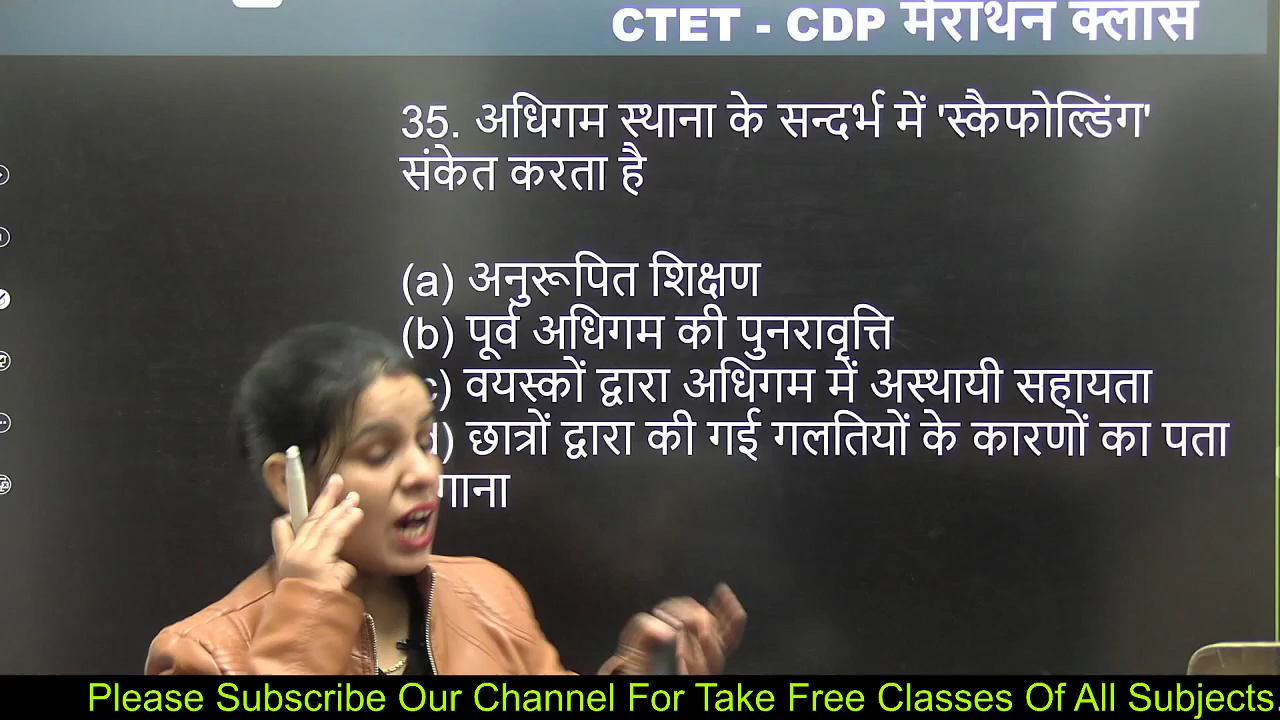 CTET - CDP मैराथन क्लास
35. अधिगम स्थाना के सन्दर्भ में 'स्कैफोल्डिंग'
संकेत करता है
(a) अनुरूपित शिक्षण
(b) पूर्व अधिगम की पुनरावृत्ति
c) वयस्कों द्वारा अधिगम में अस्थायी सहायता
d) छात्रों द्वारा की गई गलतियों के कारणों का पता
गाना
Please Subscribe Our Channel For Take Free Classes Of All Subjects.